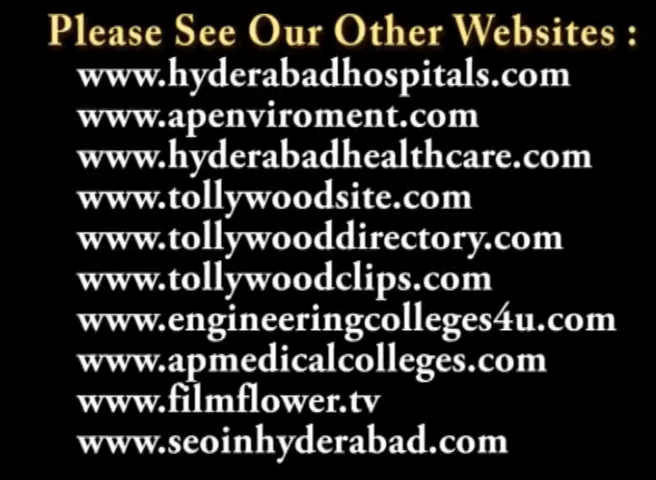 Please See Our Other Websites :
www.hyderabadhospitals.com
www.apenviroment.com
www.hyderabadhealthcare.com
www.tollywoodsite.com
www.tollywooddirectory.com
www.tollywoodclips.com
www.engineeringcolleges4u.com
www.apmedicalcolleges.com
www.filmflower.tv
www.seoinhyderabad.com